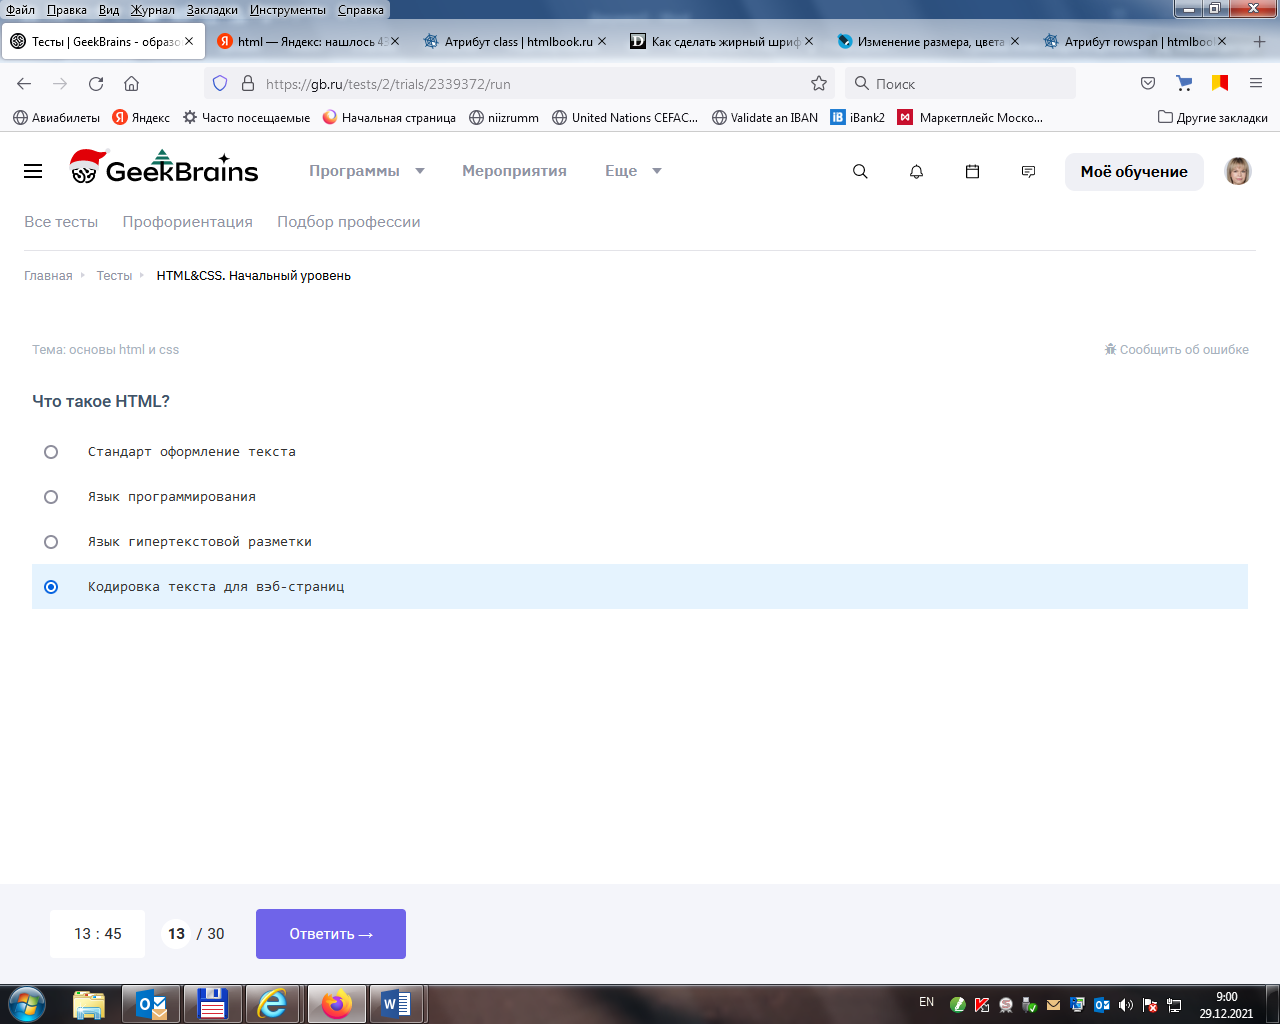 Файл Правка Вид Журнал Закладки Инструменты Справка
Тесты | GeekBrains - образо
html — Яндекс: нашлось 43
Атрибут class | htmlbook.ru
Как сделать жирный шриф
Изменение размера, цвета
Атрибут rowspan | htmlbook
https://gb.ru/tests/2/trials/2339372/run
Поиск
Авиабилеты Яндекс Часто посещаемые Начальная страница niizrumm United Nations CEFAC... Validate an IBAN iBank2 Маркетплейс Моско... Другие закладки
GeekBrains Программы Мероприятия Еще Моё обучение
Все тесты Профориентация Подбор профессии
Главная Тесты HTML&CSS. Начальный уровень
Тема: основы html и css Сообщить об ошибке
Что такое HTML?
Стандарт оформление текста
Язык программирования
Язык гипертекстовой разметки
Кодировка текста для вэб-страниц
13 : 45 13 / 30 Ответить →
EN 9:00
29.12.2021